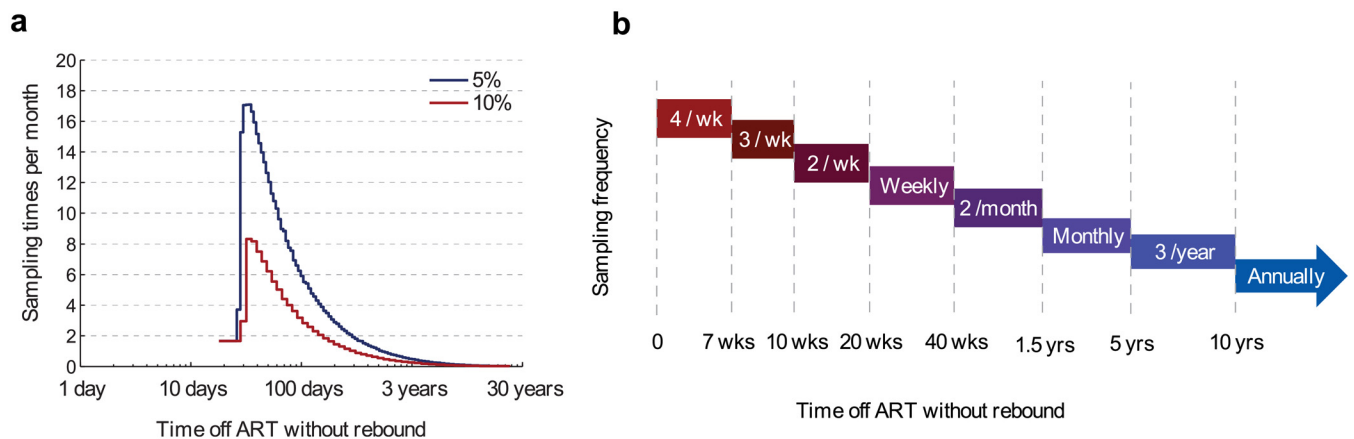 a
Sampling times per month
20
18
16
14
12
10
8
6
4
2
0
5%
10%
1 day
10 days
100 days
3 years
30 years
Time off ART without rebound
b
Sampling frequency
4 / wk
3 / wk
2 / wk
Weekly
2 /month
Monthly
3 /year
Annually
0
7 wks
10 wks
20 wks
40 wks
1.5 yrs
5 yrs
10 yrs
Time off ART without rebound